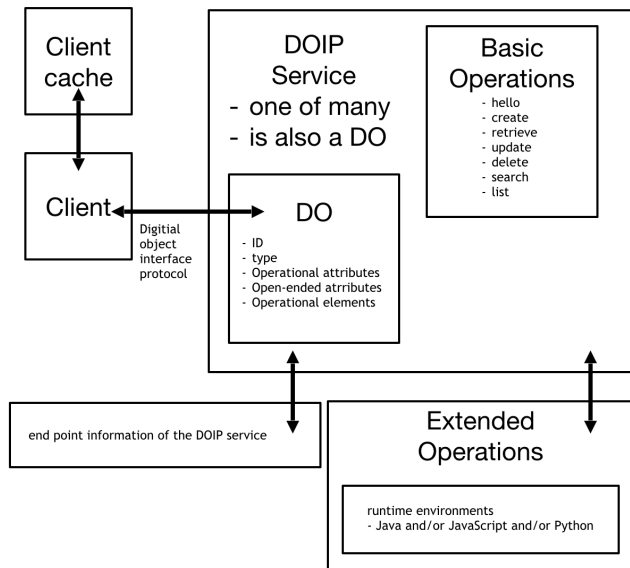 Client
cache
Client
Digitial
object
interface
protocol
DOIP
Service
- one of many
- is also a DO
DO
- ID
- type
- Operational attributes
- Open-ended atrributes
- Operational elements
Basic
Operations
- hello
- create
- retrieve
- update
- delete
- search
- list
end point information of the DOIP service
Extended
Operations
runtime environments
- Java and/or JavaScript and/or Python